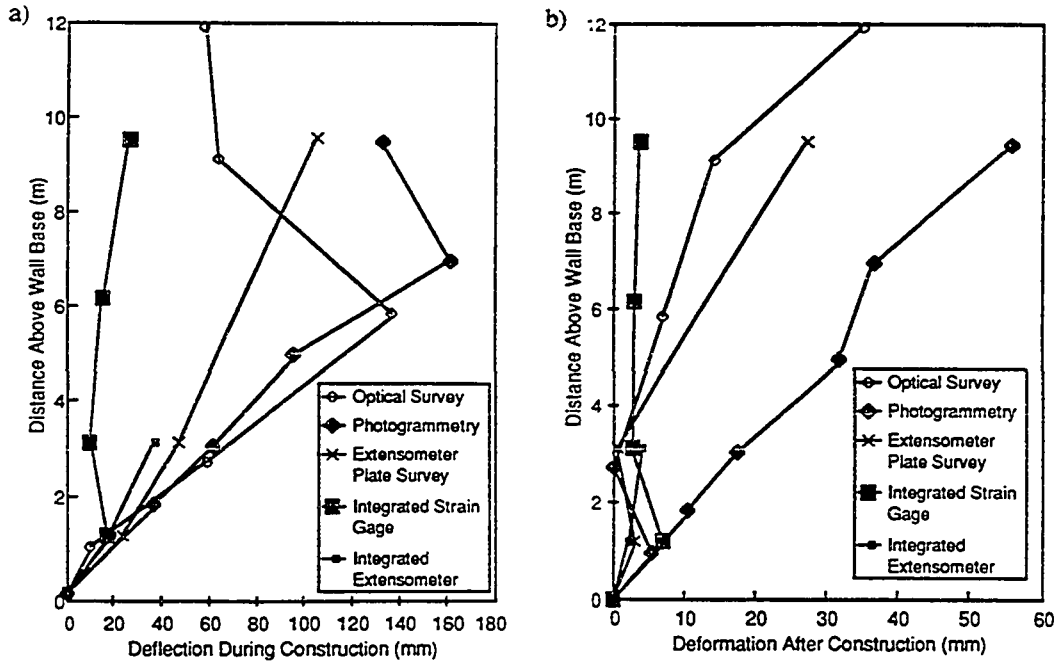 a)
12
10
8
6
4
2
0
Distance Above Wall Base (m)
0 20 40 60 80 100 120 140 160 180
Deflection During Construction (mm)
Optical Survey
Photogrammetry
Extensometer
Plate Survey
Integrated Strain
Gage
Integrated
Extensometer
b)
12
10
8
6
4
2
0
Distance Above Wall Base (m)
0 10 20 30 40 50 60
Deformation After Construction (mm)
Optical Survey
Photogrammetry
Extensometer
Plate Survey
Integrated Strain
Gage
Integrated
Extensometer